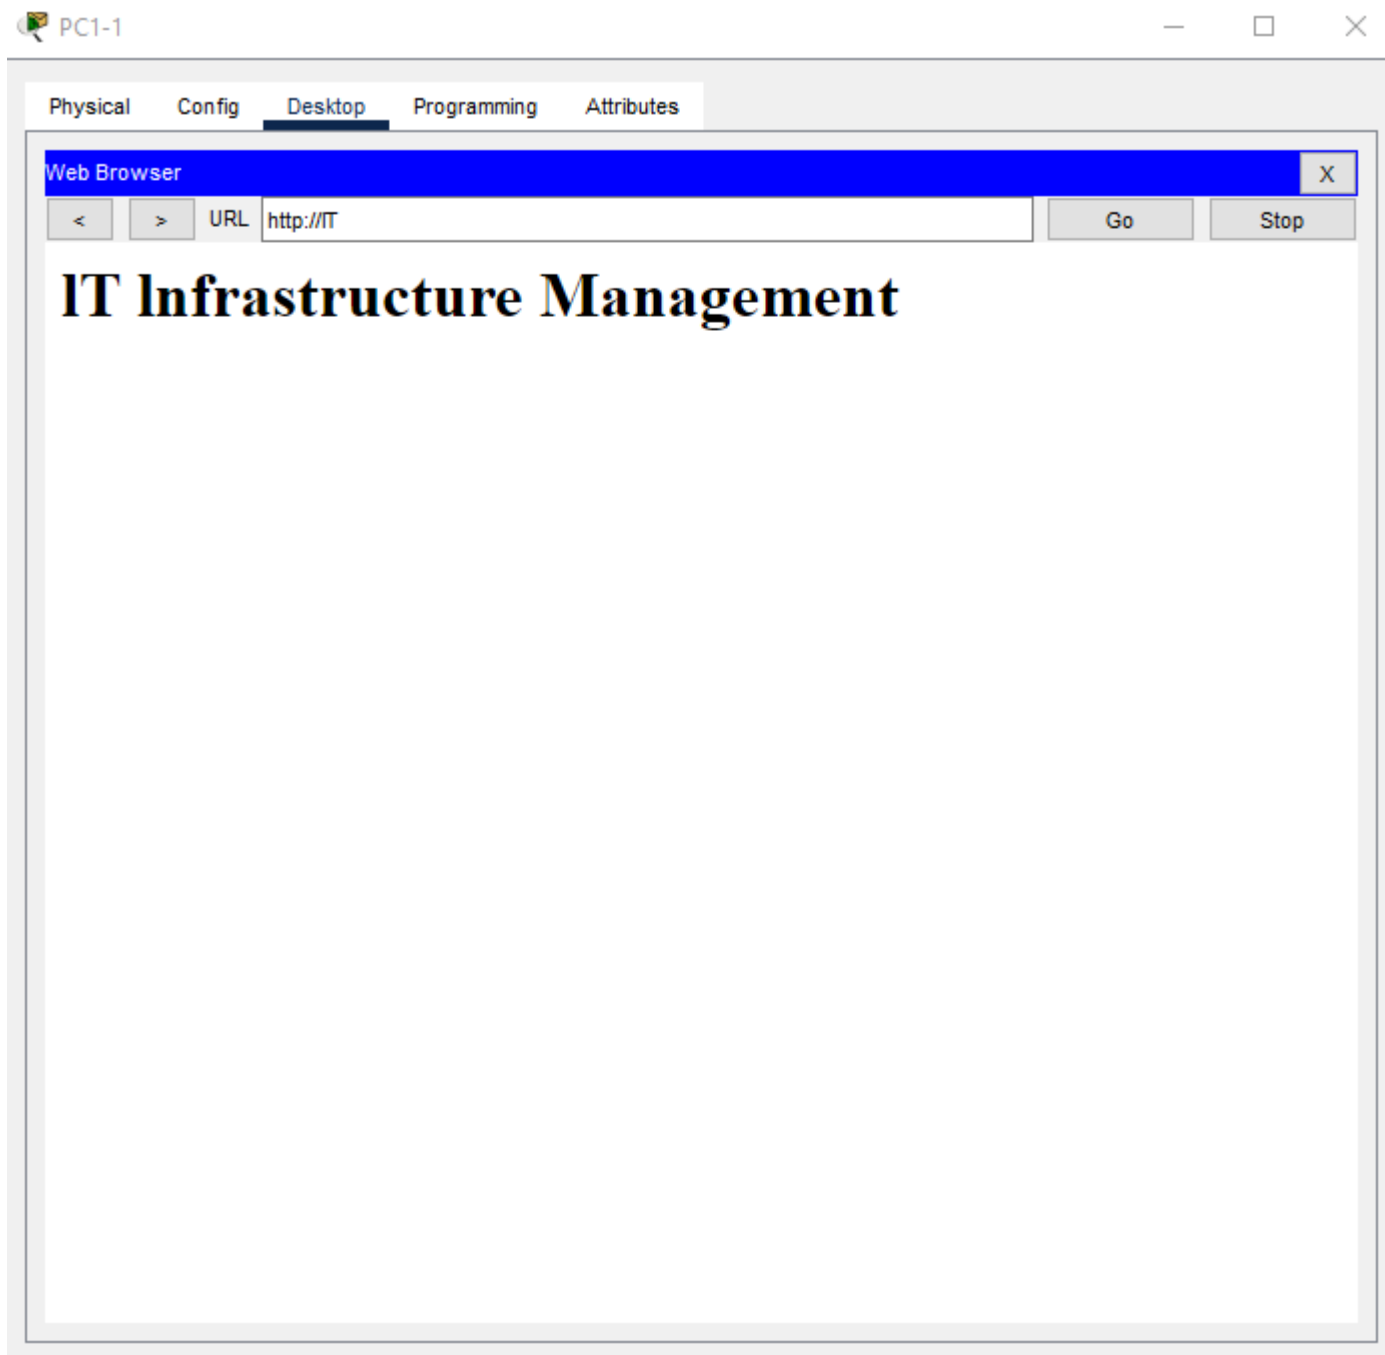 PC1-1
Physical Config Desktop Programming Attributes
Web Browser X
< > URL http://IT Go Stop
IT Infrastructure Management